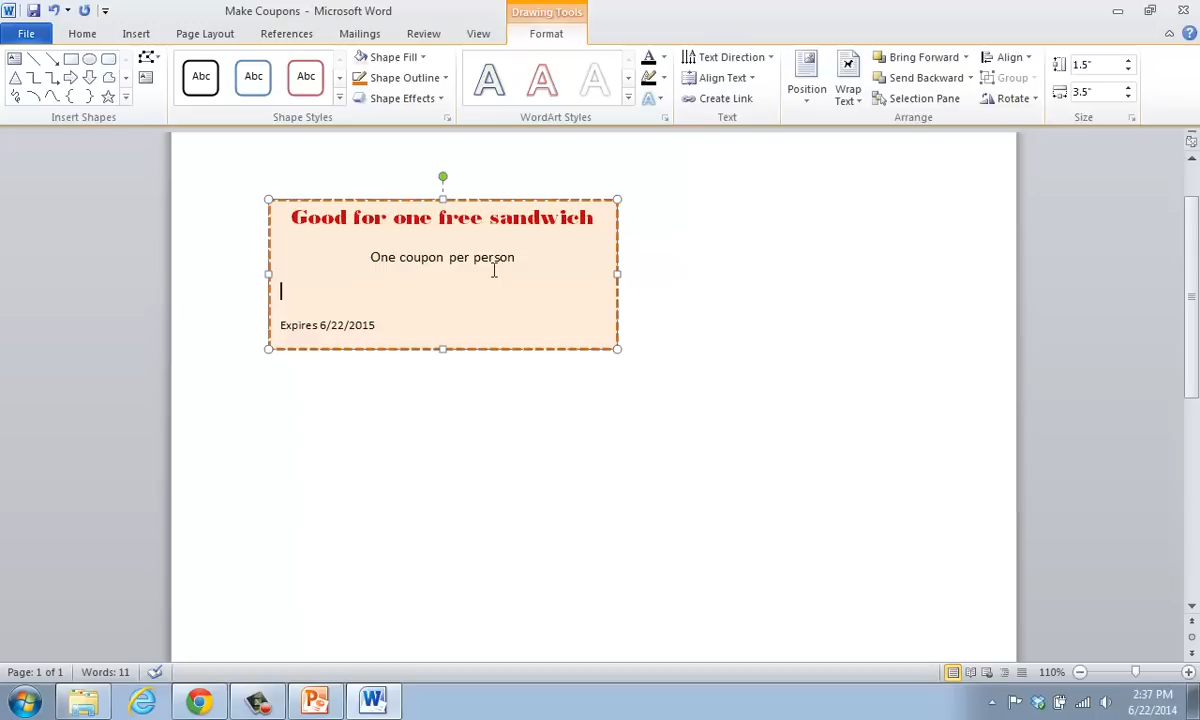 Make Coupons - Microsoft Word
Drawing Tools
File Home Insert Page Layout References Mailings Review View Format
Abc Abc Abc
Shape Fill
Shape Outline
Shape Effects
A A A
Text Direction
Align Text
Create Link
Position
Wrap Text
Bring Forward
Send Backward
Selection Pane
Align
Group
Rotate
1.5"
3.5"
Insert Shapes
Shape Styles
WordArt Styles
Text
Arrange
Size
Good for one free sandwich
One coupon per person
Expires 6/22/2015
Page: 1 of 1 Words: 11
110%
2:37 PM
6/22/2014